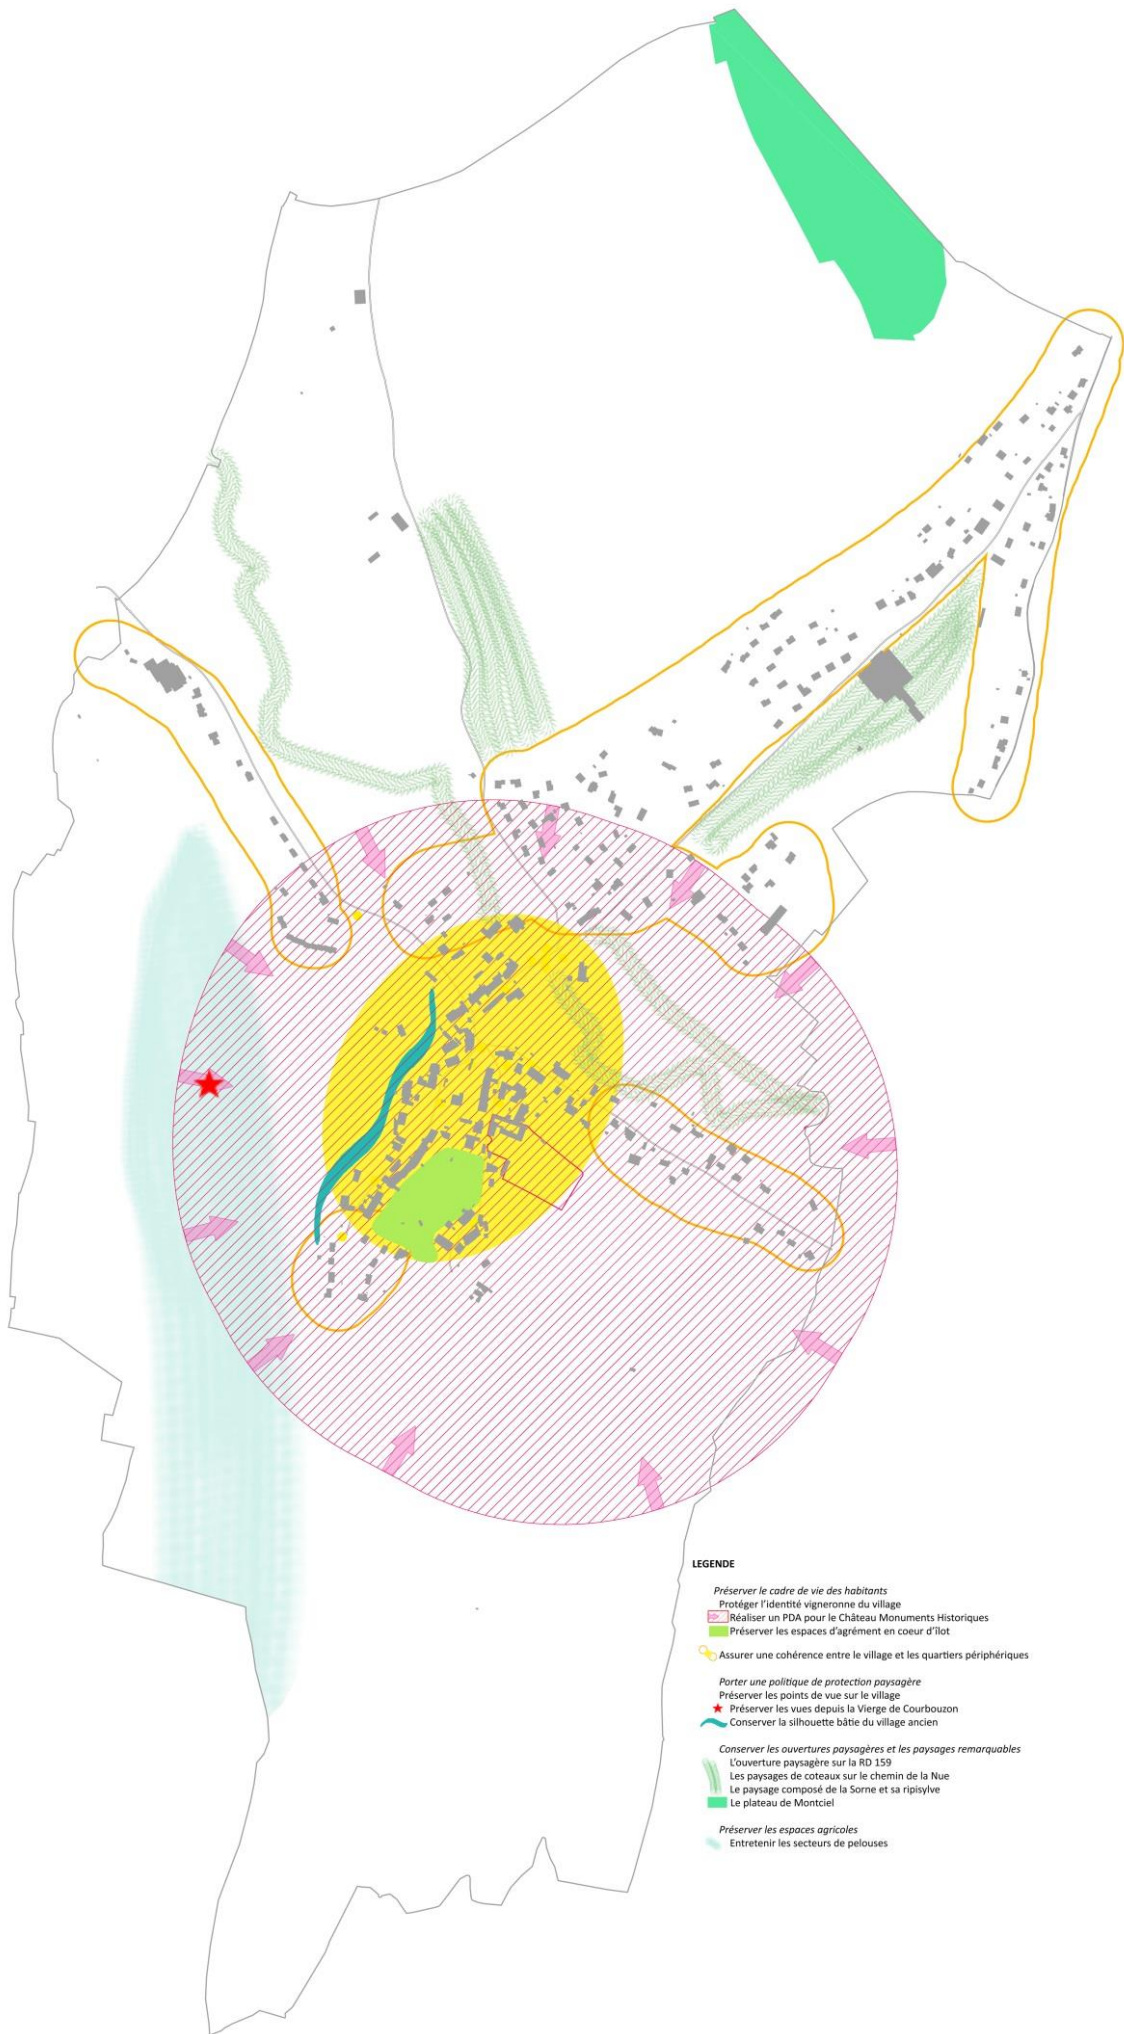 LEGENDE
Préserver le cadre de vie des habitants
Protéger l'identité vigneronne du village
Réaliser un PDA pour le Château Monuments Historiques
Préserver les espaces d'agrément en coeur d'îlot
Assurer une cohérence entre le village et les quartiers périphériques
Porter une politique de protection paysagère
Préserver les points de vue sur le village
Préserver les vues depuis la Vierge de Courbouzon
Conserver la silhouette bâtie du village ancien
Conserver les ouvertures paysagères et les paysages remarquables
L'ouverture paysagère sur la RD 159
Les paysages de coteaux sur le chemin de la Nue
Le paysage composé de la Sorne et sa ripisylve
Le plateau de Montciel
Préserver les espaces agricoles
Entretenir les secteurs de pelouses